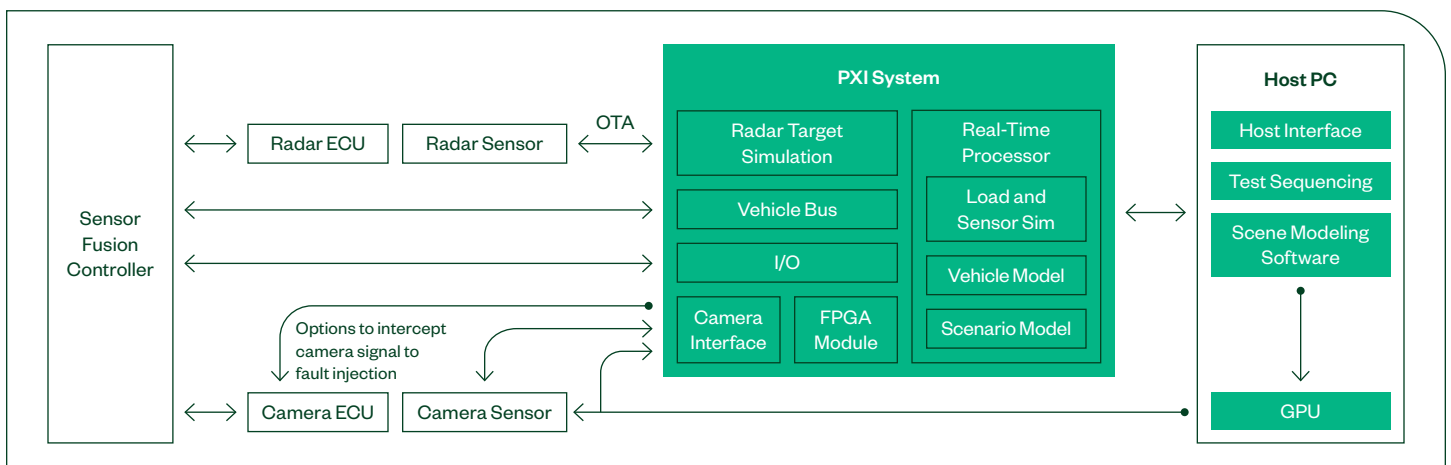 Sensor
Fusion
Controller
Radar ECU
Radar Sensor
OTA
Options to intercept
camera signal to
fault injection
Camera ECU
Camera Sensor
PXI System
Radar Target
Simulation
Vehicle Bus
I/O
Camera
Interface
FPGA
Module
Real-Time
Processor
Load and
Sensor Sim
Vehicle Model
Scenario Model
Host PC
Host Interface
Test Sequencing
Scene Modeling
Software
GPU